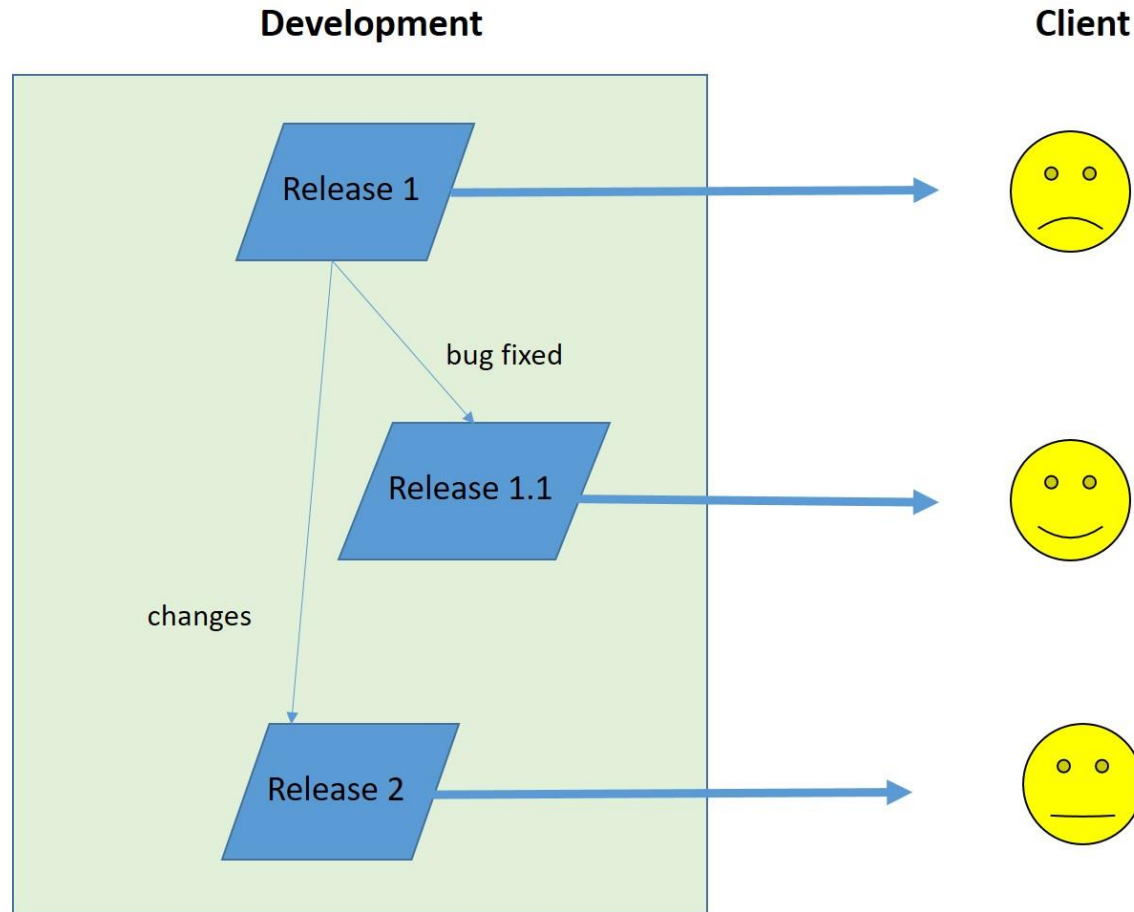 Development
Client
Release 1
bug fixed
Release 1.1
changes
Release 2